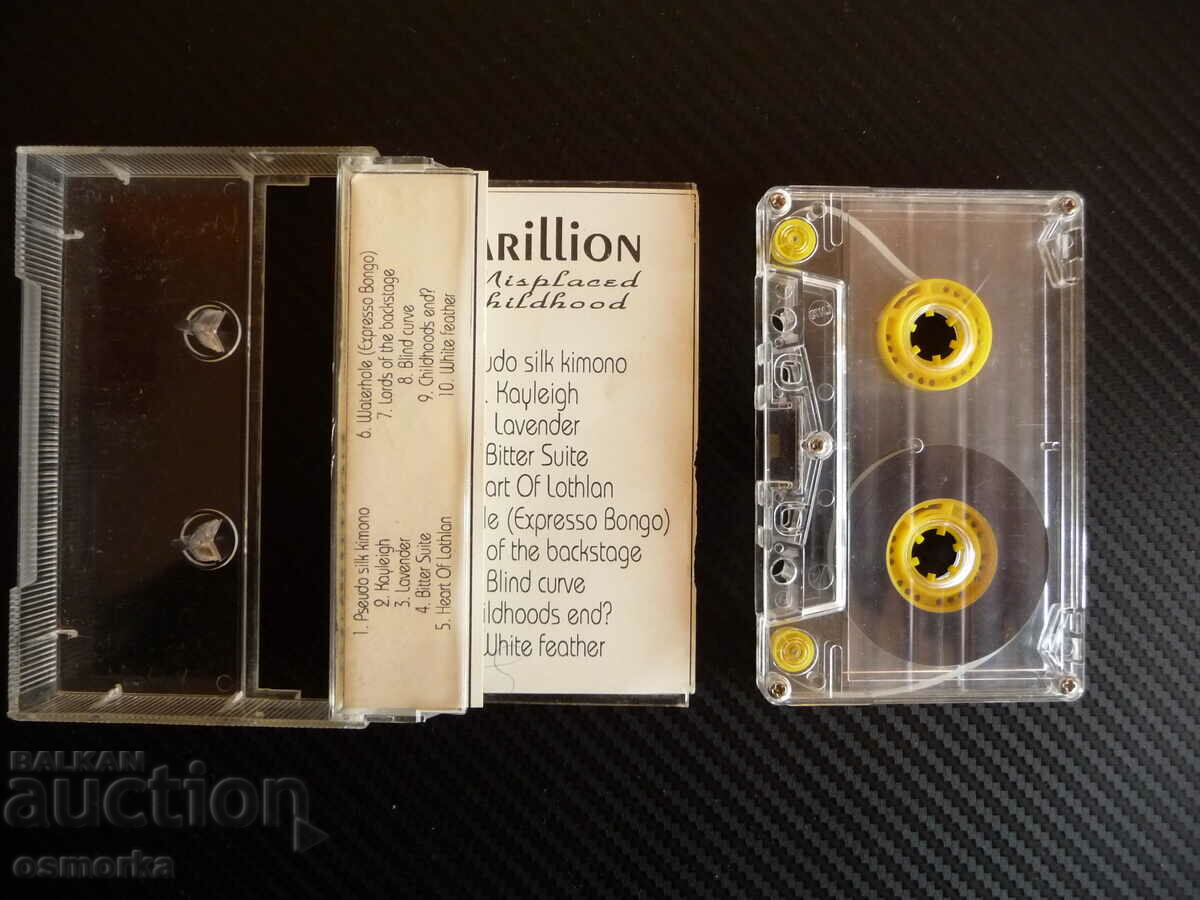 1. Pseudo silk kimono
2. Kayleigh
3. Lavender
4. Bitter Suite
5. Heart Of Lothlan
6. Waterhole (Expresso Bongo)
7. Lords of the backstage
8. Blind curve
9. Childhoods end?
10. White feather
ARILLION
Misplaced
hildhood
udo silk kimono
. Kayleigh
Lavender
Bitter Suite
art Of Lothlan
le (Expresso Bongo)
of the backstage
Blind curve
ildhoods end?
White feather
BALKAN
auction
osmorka